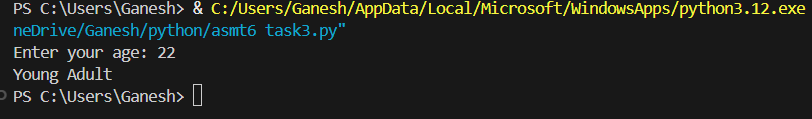 PS C:\Users\Ganesh> & C:/Users/Ganesh/AppData/Local/Microsoft/WindowsApps/python3.12.exe
neDrive/Ganesh/python/asmt6 task3.py"
Enter your age: 22
Young Adult
PS C:\Users\Ganesh>